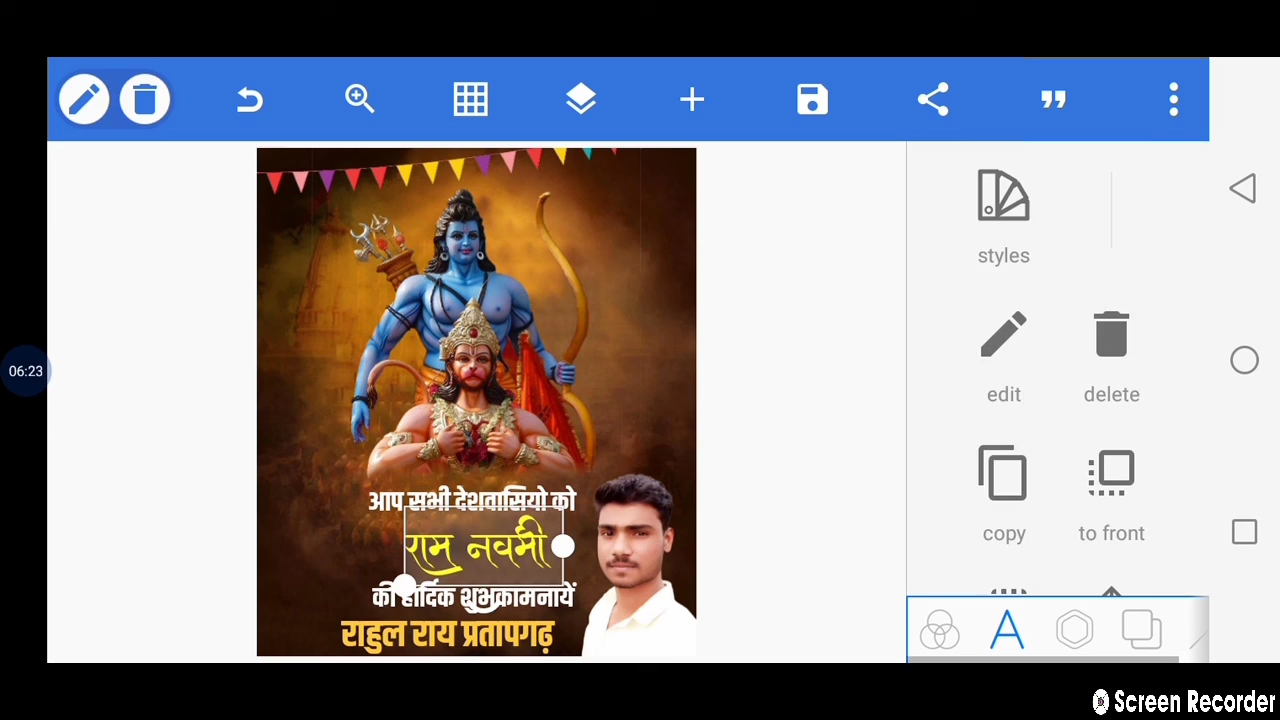 styles
edit
delete
copy
to front
06:23
आप सभी देशवासियो को
राम नवमी
की हार्दिक शुभकामनायें
राहुल राय प्रतापगढ़
Screen Recorder